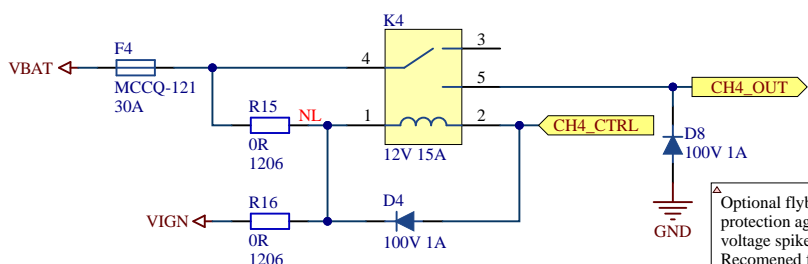 K4
F4
4
3
VBAT
MCCQ-121
30A
5
CH4_OUT
R15
NL
1
2
CH4_CTRL
0R
1206
12V 15A
D8
100V 1A
R16
D4
VIGN
0R
1206
100V 1A
GND
Optional flyb
protection ag
voltage spike
Recomened f